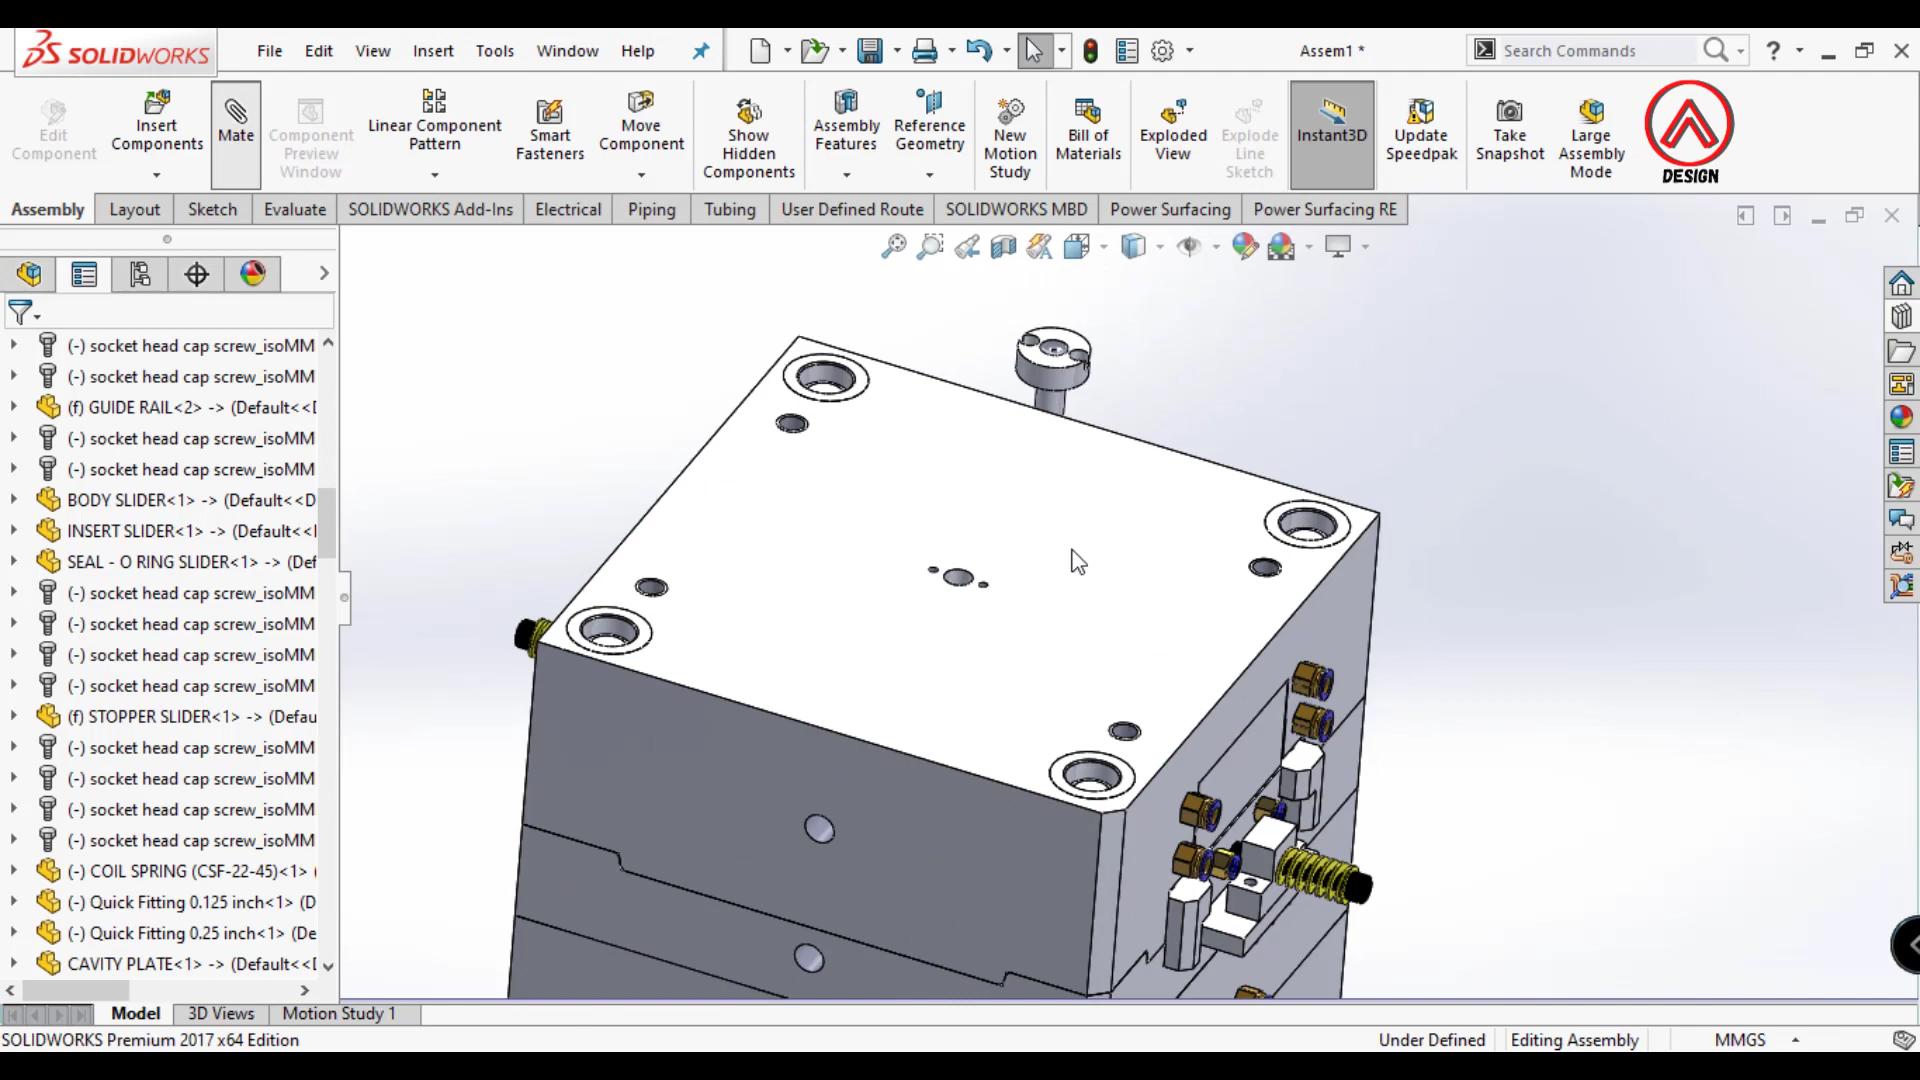 SOLIDWORKS
File Edit View Insert Tools Window Help
Assem1 *
Search Commands
Edit Component
Insert Components
Mate
Component Preview Window
Linear Component Pattern
Smart Fasteners
Move Component
Show Hidden Components
Assembly Features
Reference Geometry
New Motion Study
Bill of Materials
Exploded View
Explode Line Sketch
Instant3D
Update Speedpak
Take Snapshot
Large Assembly Mode
DESIGN
Assembly Layout Sketch Evaluate SOLIDWORKS Add-Ins Electrical Piping Tubing User Defined Route SOLIDWORKS MBD Power Surfacing Power Surfacing RE
(-) socket head cap screw_isoMM
(-) socket head cap screw_isoMM
(f) GUIDE RAIL<2> -> (Default<<D
(-) socket head cap screw_isoMM
(-) socket head cap screw_isoMM
BODY SLIDER<1> -> (Default<<D
INSERT SLIDER<1> -> (Default<<I
SEAL - O RING SLIDER<1> -> (Def
(-) socket head cap screw_isoMM
(-) socket head cap screw_isoMM
(-) socket head cap screw_isoMM
(-) socket head cap screw_isoMM
(f) STOPPER SLIDER<1> -> (Defau
(-) socket head cap screw_isoMM
(-) socket head cap screw_isoMM
(-) socket head cap screw_isoMM
(-) socket head cap screw_isoMM
(-) COIL SPRING (CSF-22-45)<1> (
(-) Quick Fitting 0.125 inch<1> (D
(-) Quick Fitting 0.25 inch<1> (De
CAVITY PLATE<1> -> (Default<<D
Model 3D Views Motion Study 1
SOLIDWORKS Premium 2017 x64 Edition
Under Defined Editing Assembly MMGS